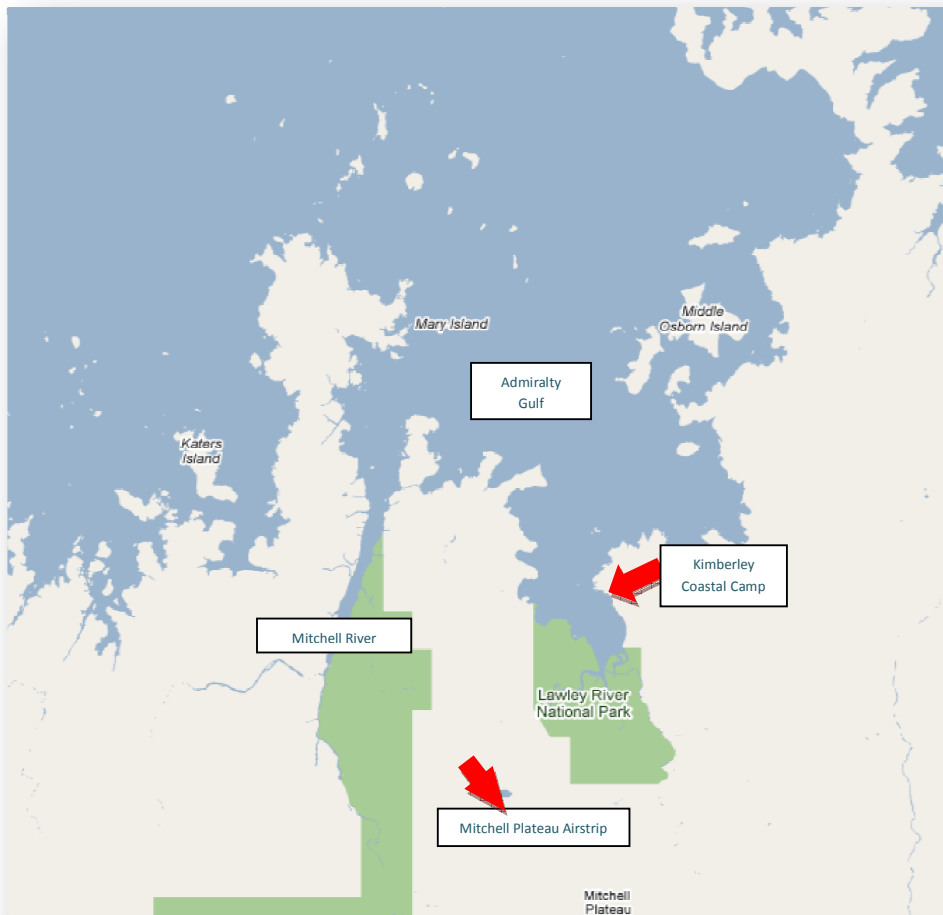 Mary Island
Middle
Osborn Island
Admiralty
Gulf
Katers
Island
Kimberley
Coastal Camp
Mitchell River
Lawley River
National Park
Mitchell Plateau Airstrip
Mitchell
Plateau